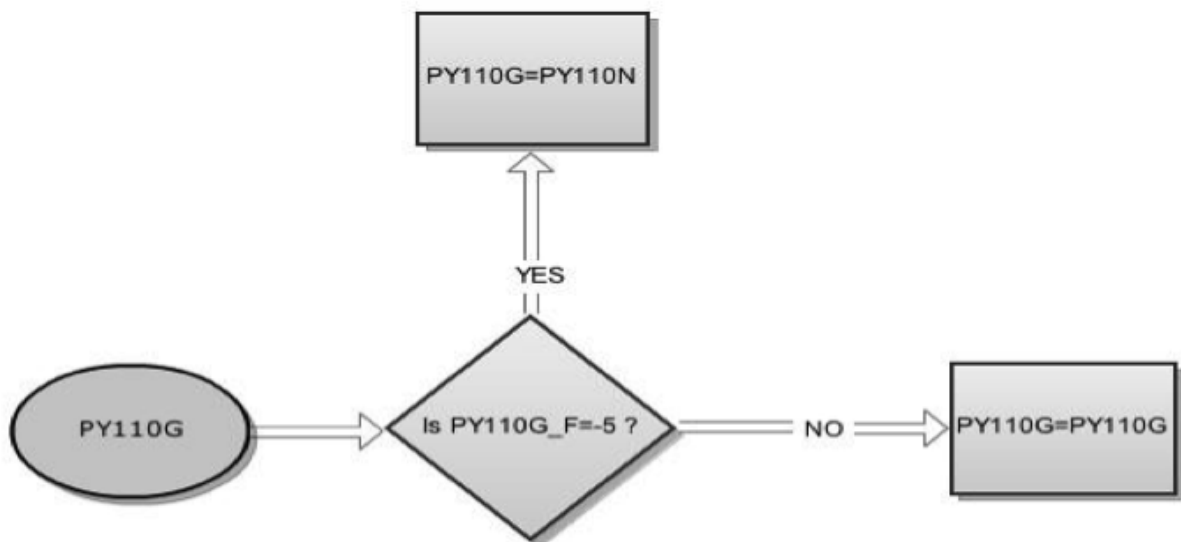 PY110G=PY110N
YES
PY110G
Is PY110G_F=-5 ?
NO
PY110G=PY110G